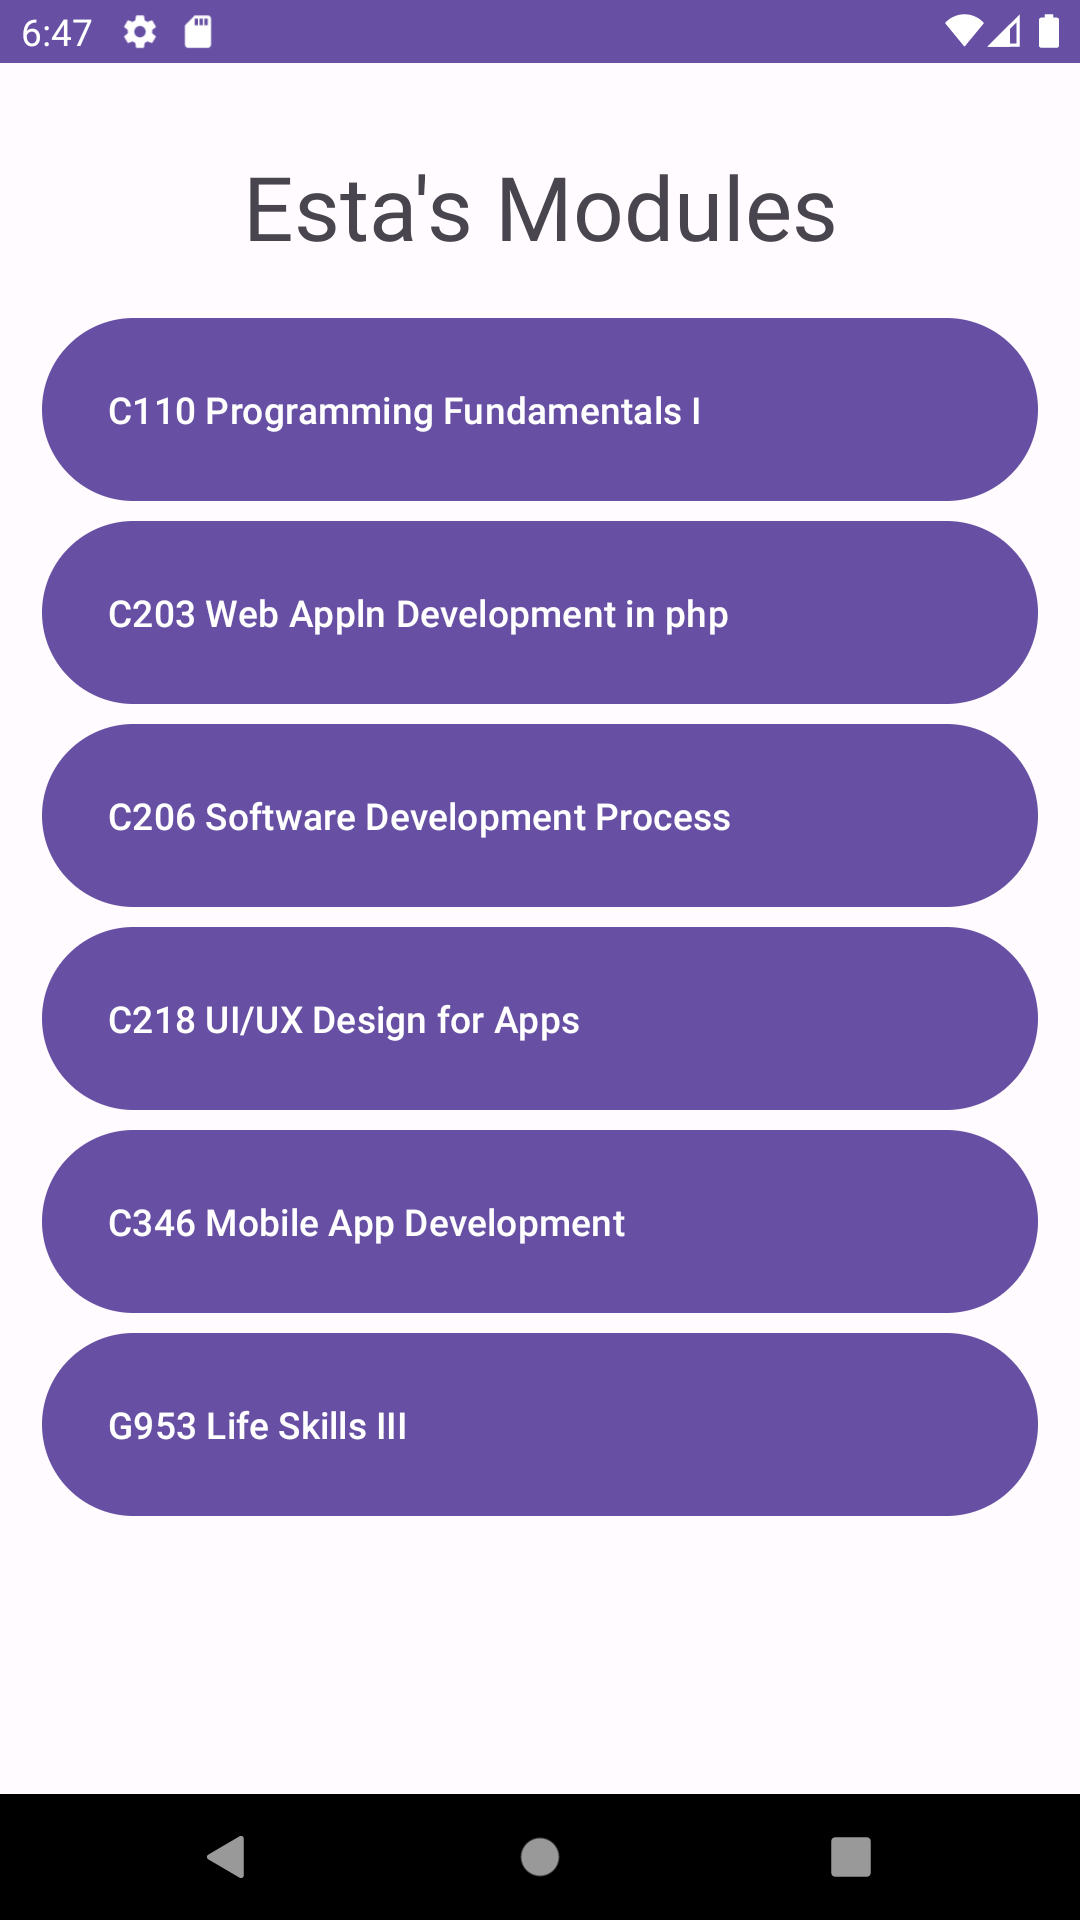 6:47
Esta's Modules
C110 Programming Fundamentals I
C203 Web Appln Development in php
C206 Software Development Process
C218 UI/UX Design for Apps
C346 Mobile App Development
G953 Life Skills III